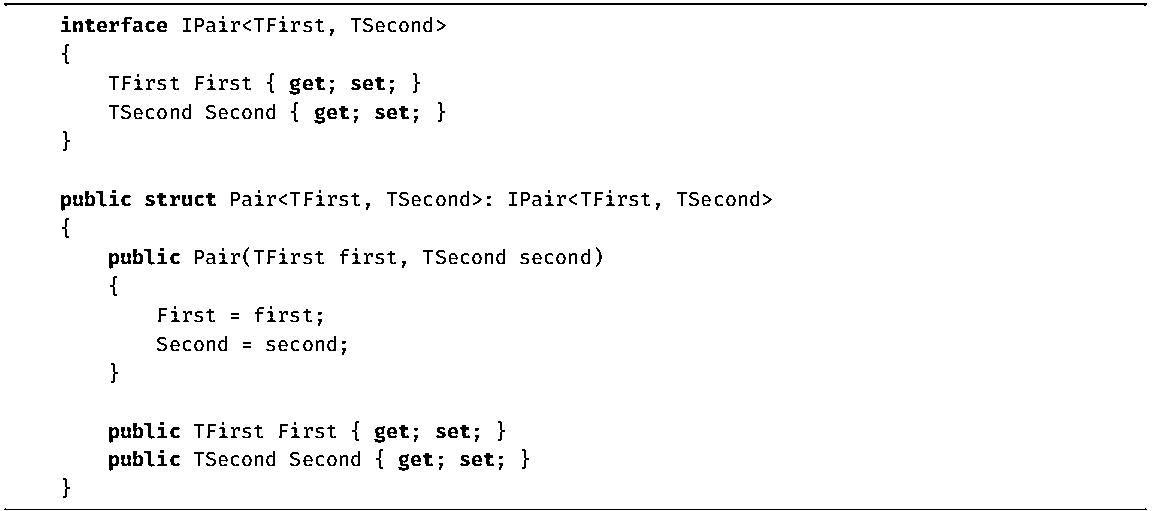 interface IPair<TFirst, TSecond>
{
    TFirst First { get; set; }
    TSecond Second { get; set; }
}

public struct Pair<TFirst, TSecond>: IPair<TFirst, TSecond>
{
    public Pair(TFirst first, TSecond second)
    {
        First = first;
        Second = second;
    }

    public TFirst First { get; set; }
    public TSecond Second { get; set; }
}